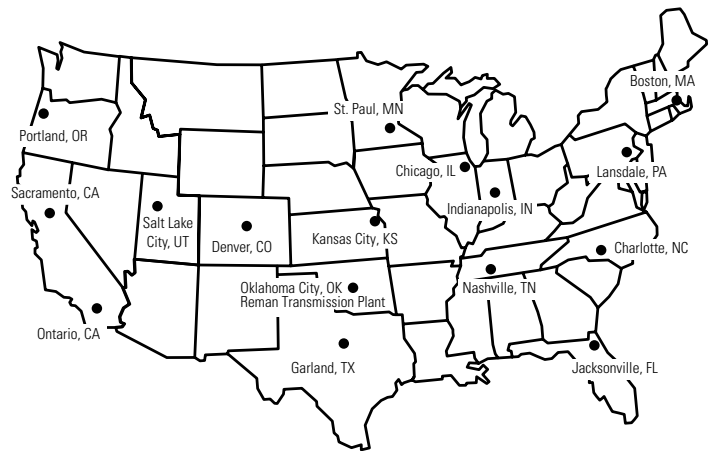 Boston, MA
St. Paul, MN
Portland, OR
Chicago, IL
Lansdale, PA
Sacramento, CA
Indianapolis, IN
Salt Lake
City, UT
Denver, CO
Kansas City, KS
Charlotte, NC
Oklahoma City, OK
Reman Transmission Plant
Nashville, TN
Ontario, CA
Garland, TX
Jacksonville, FL